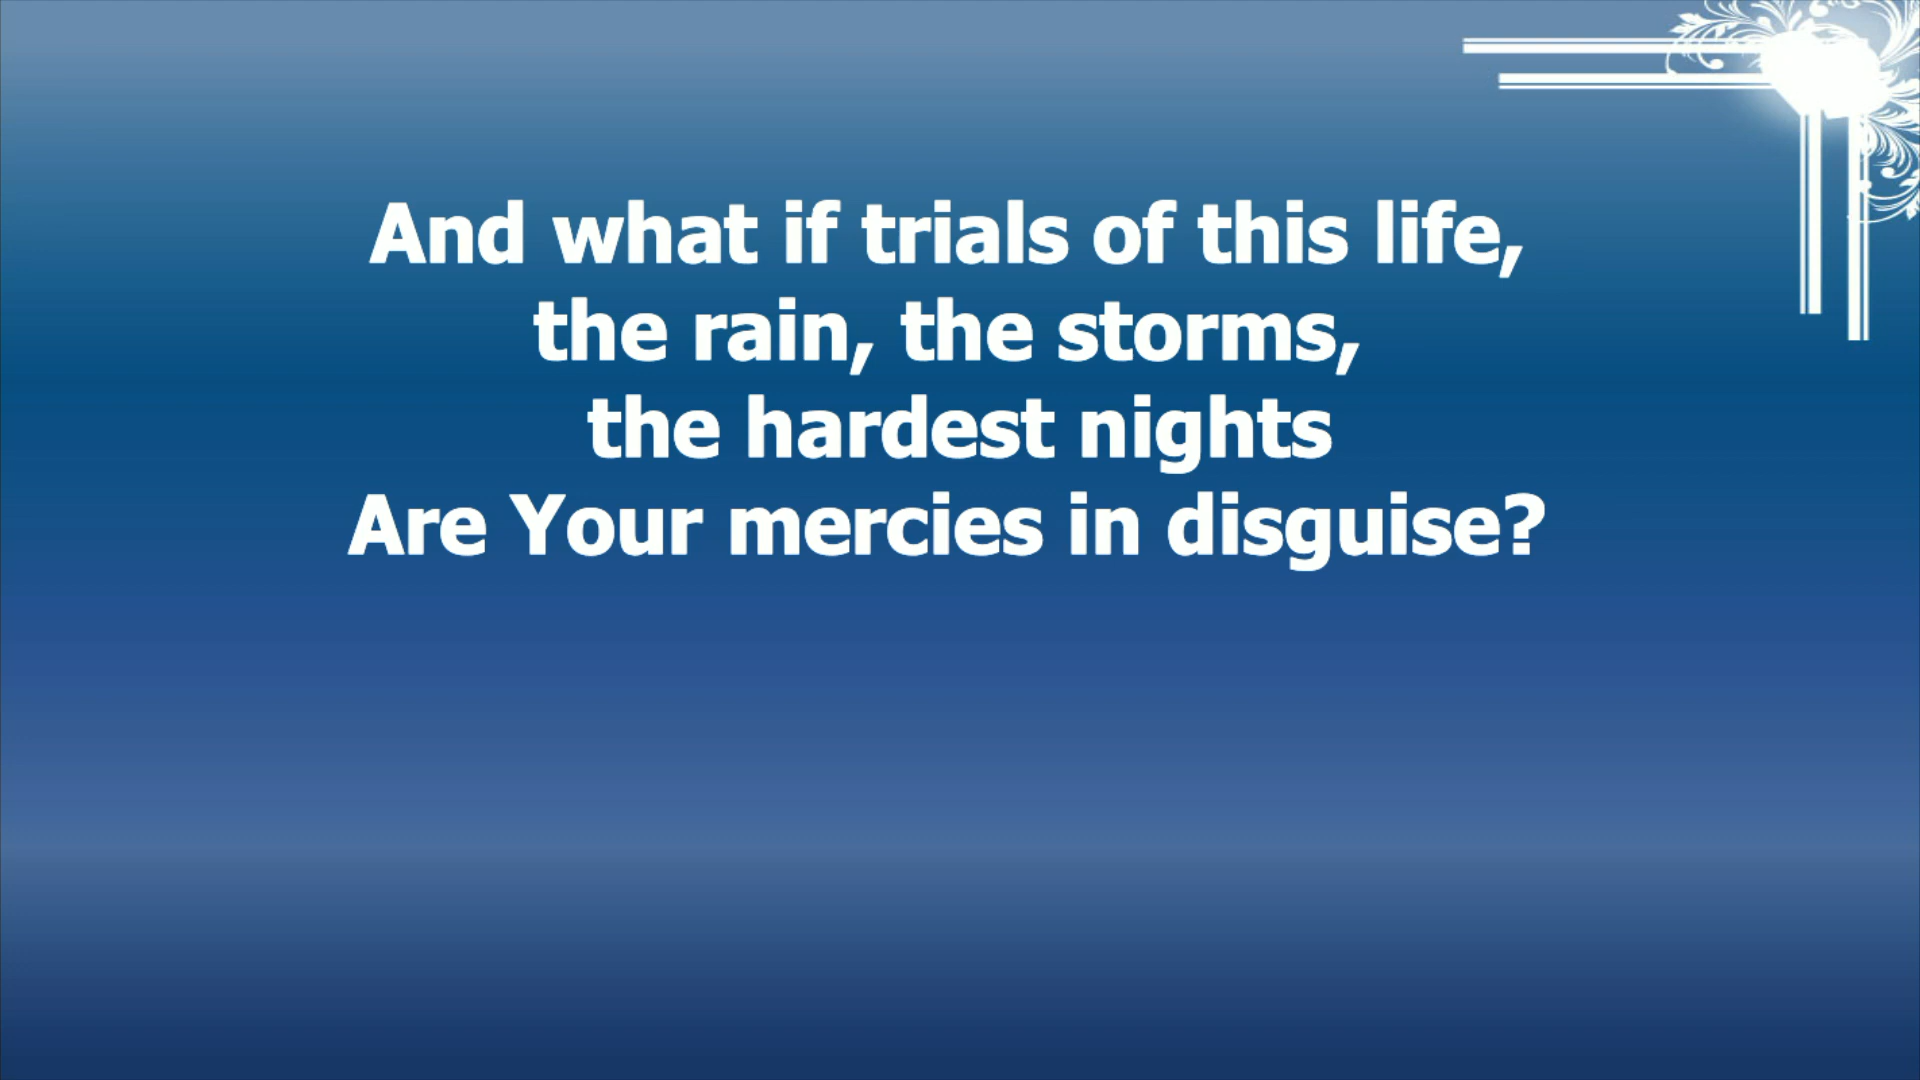 And what if trials of this life,
the rain, the storms,
the hardest nights
Are Your mercies in disguise?